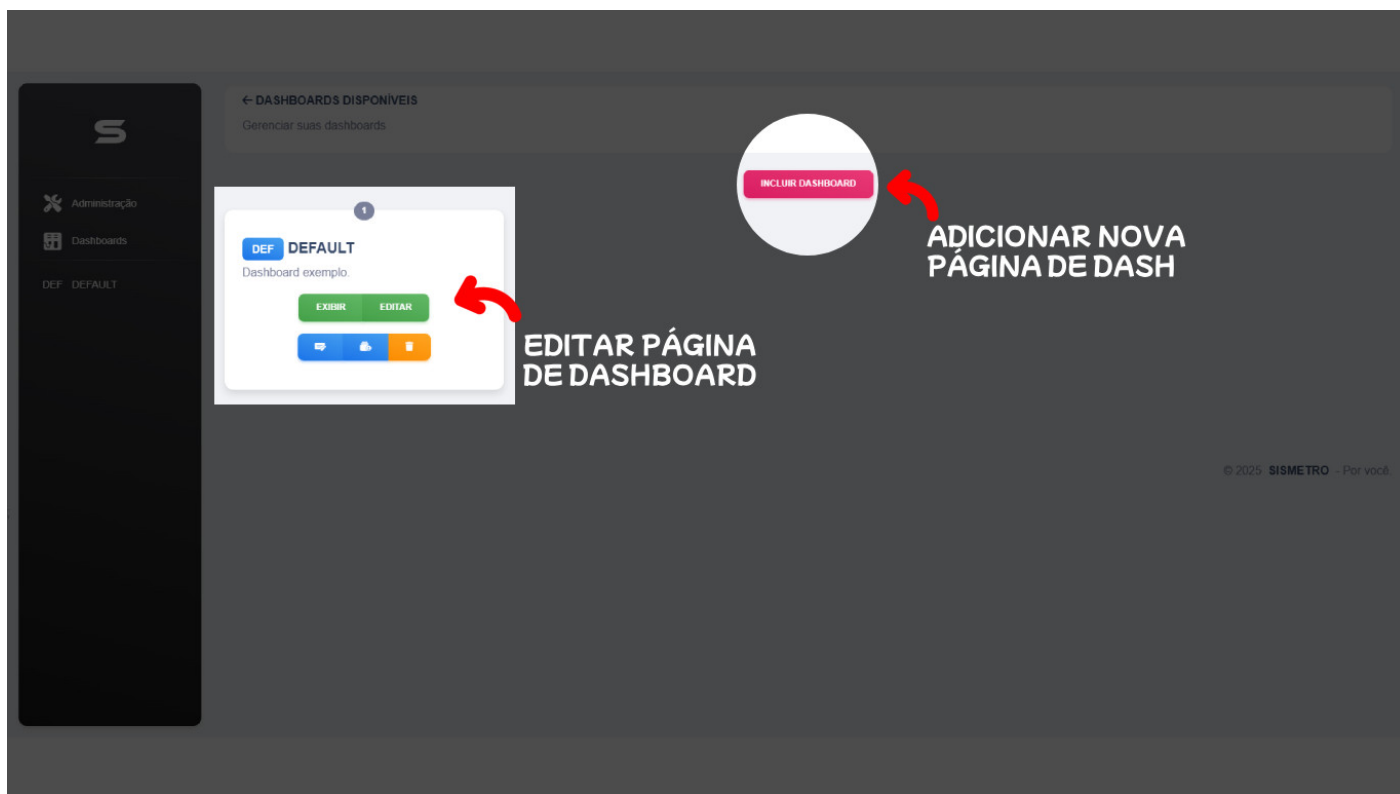 ← DASHBOARDS DISPONÍVEIS
Gerenciar suas dashboards
S
Administração
Dashboards
DEF DEFAULT
1
DEF DEFAULT
Dashboard exemplo.
EXIBIR EDITAR
EDITAR PÁGINA
DE DASHBOARD
INCLUIR DASHBOARD
ADICIONAR NOVA
PÁGINA DE DASH
© 2025 SISMETRO - Por você.